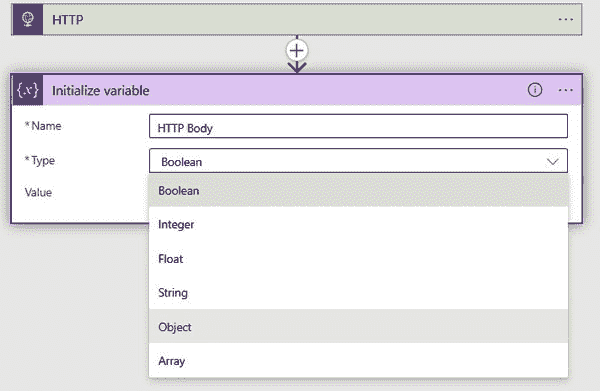 HTTP ...
{x} Initialize variable ...
*Name HTTP Body
*Type Boolean
Value
Boolean
Integer
Float
String
Object
Array